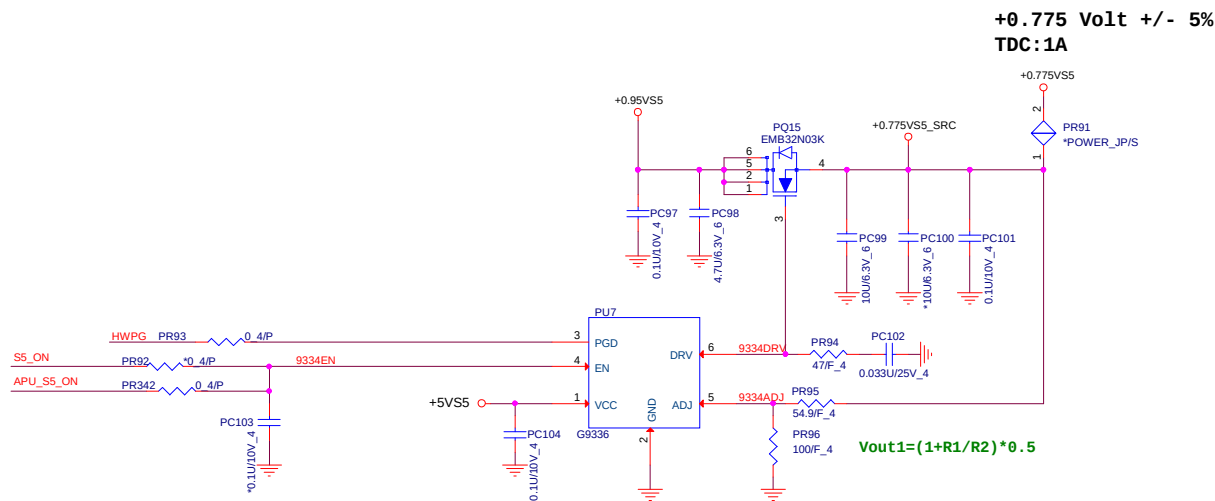 +0.775 Volt +/- 5%
TDC:1A
+0.775VS5
+0.95VS5
PQ15
EMB32N03K
+0.775VS5_SRC
2
PR91
*POWER_JP/S
1
6
5
2
1
4
3
PC97
0.1U/10V_4
PC98
4.7U/6.3V_6
PC99
10U/6.3V_6
PC100
*10U/6.3V_6
PC101
0.1U/10V_4
PU7
HWPG
PR93
0_4/P
3
PGD
S5_ON
PR92
*0_4/P
9334EN
4
EN
APU_S5_ON
PR342
0_4/P
DRV
6
9334DRV
PR94
47/F_4
PC102
0.033U/25V_4
+5VS5
1
VCC
GND
2
ADJ
5
9334ADJ
PR95
54.9/F_4
PC103
*0.1U/10V_4
PC104
0.1U/10V_4
G9336
PR96
100/F_4
Vout1=(1+R1/R2)*0.5